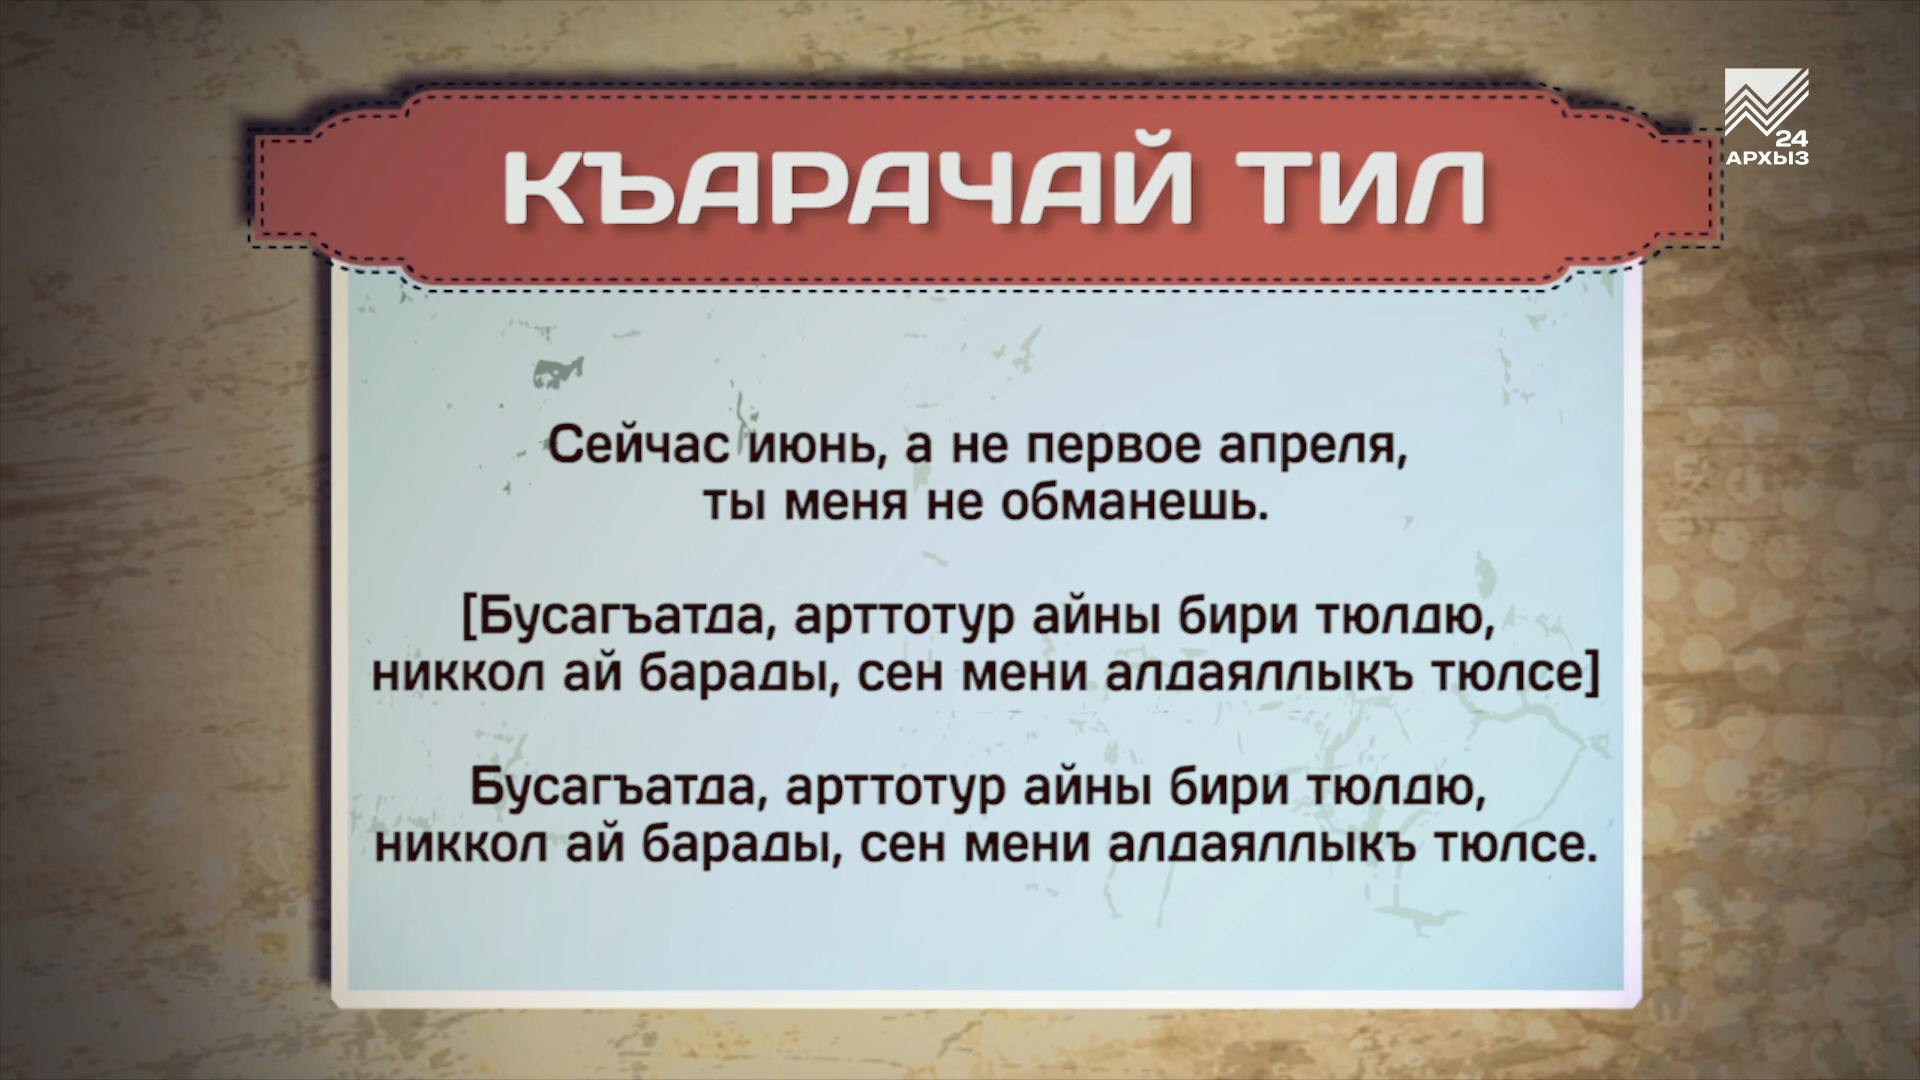 24
АРХЫЗ
КЪАРАЧАЙ ТИЛ
Сейчас июнь, а не первое апреля,
ты меня не обманешь.
[Бусагъатда, арттотур айны бири тюлдю,
никкол ай барады, сен мени алдаяллыкъ тюлсе]
Бусагъатда, арттотур айны бири тюлдю,
никкол ай барады, сен мени алдаяллыкъ тюлсе.